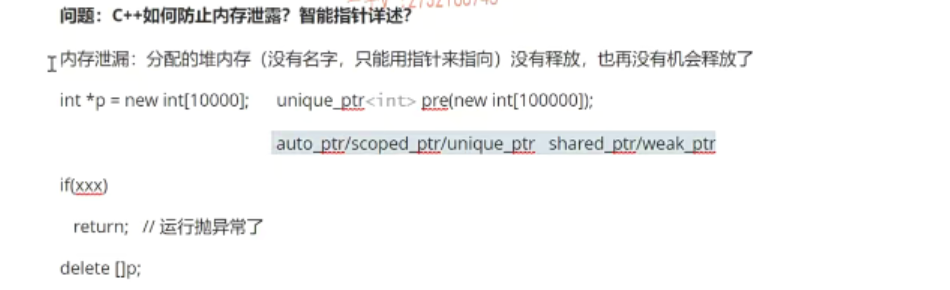 问题：C++如何防止内存泄露？智能指针详述？
内存泄漏：分配的堆内存（没有名字，只能用指针来指向）没有释放，也再没有机会释放了
int *p = new int[10000]; unique_ptr<int> pre(new int[100000]);
auto_ptr/scoped_ptr/unique_ptr shared_ptr/weak_ptr
if(xxx)
return; // 运行抛异常了
delete []p;